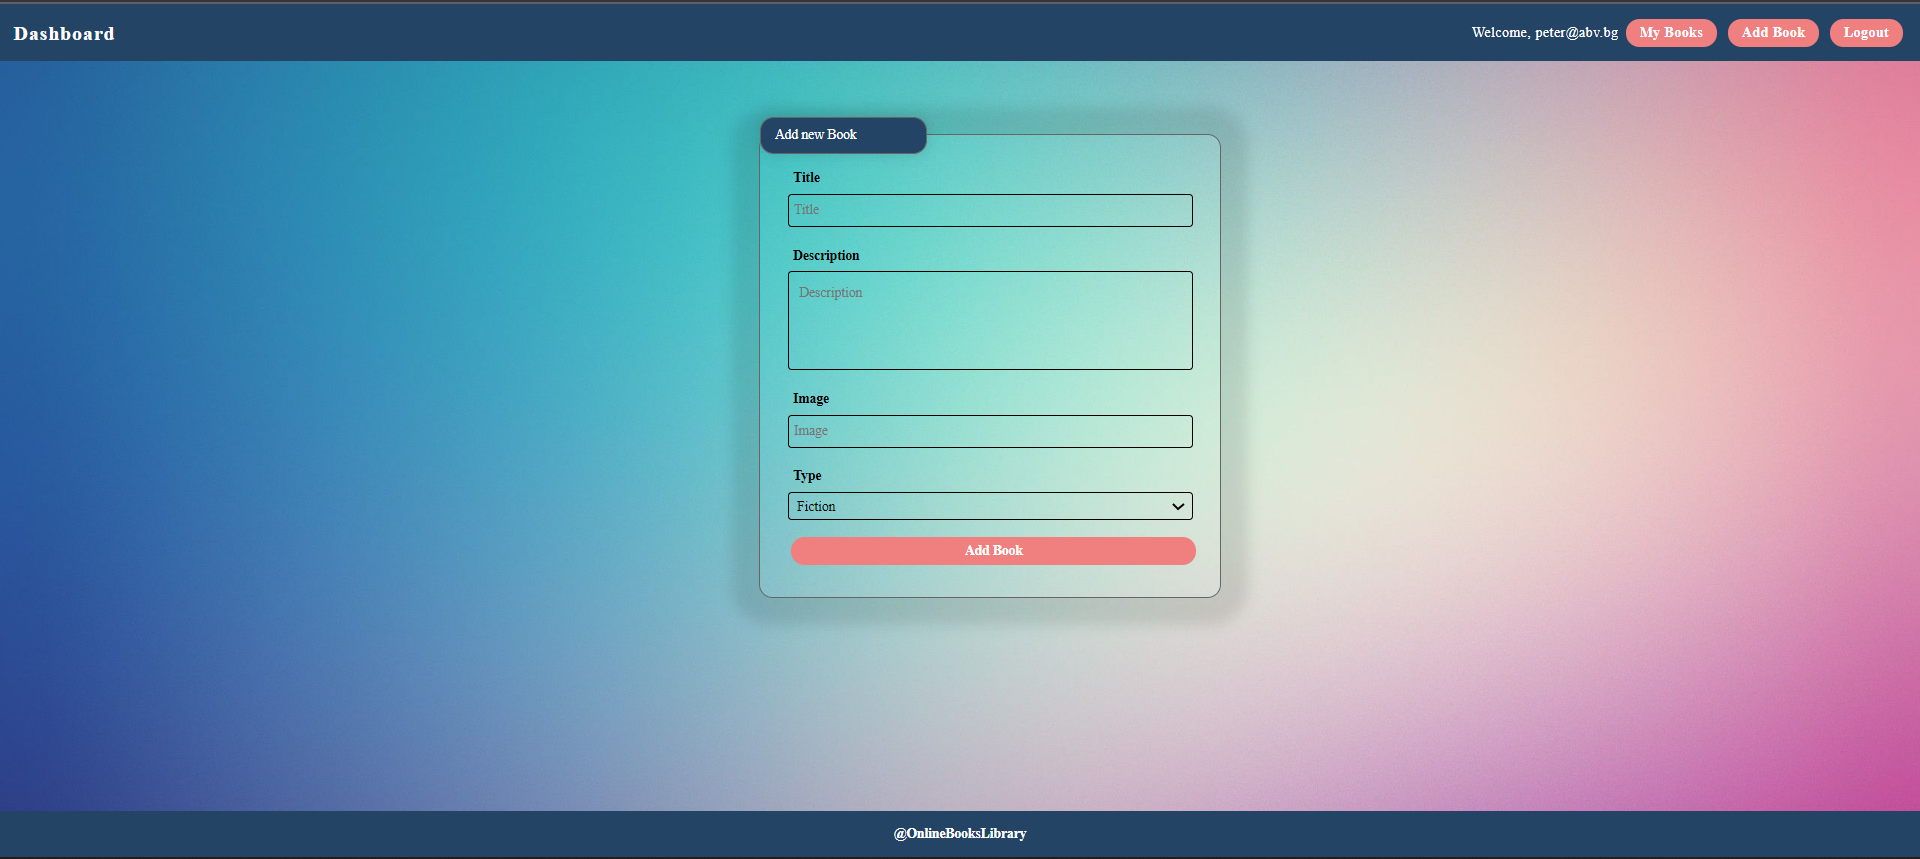 Dashboard
Welcome, peter@abv.bg My Books Add Book Logout
Add new Book
Title
Title
Description
Description
Image
Image
Type
Fiction
Add Book
@OnlineBooksLibrary